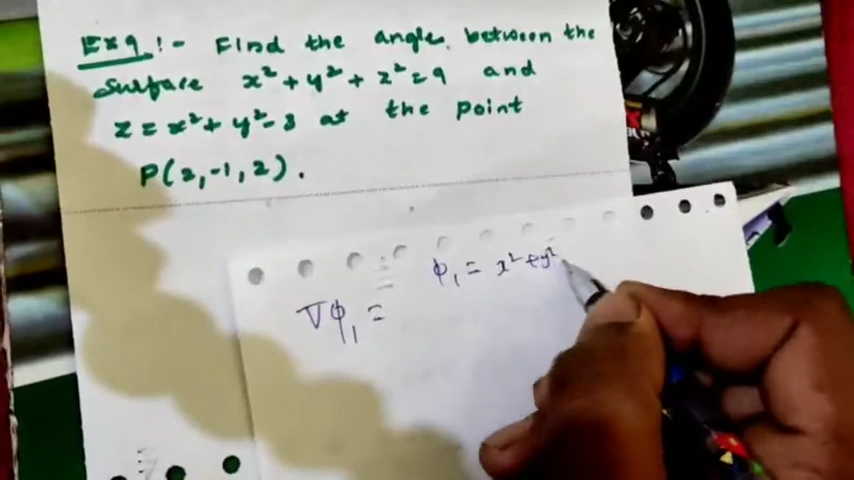 Ex 9 :- Find the angles between the
surface x² + y² + z² = 9 and
z = x² + y² - 3 at the point
P(2, -1, 2).
φ₁ = x² + y²
∇φ₁ =